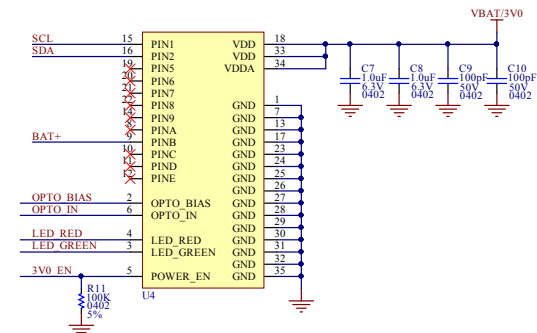 VBAT/3V0
SCL 15 PIN1 VDD 18
SDA 16 PIN2 VDD 33
19 PIN5 VDDA 34
20 PIN6
21 PIN7
22 PIN8 GND 1
14 PIN9 GND 7
8 PINA GND 13
BAT+ 9 PINB GND 17
10 PINC GND 23
11 PIND GND 24
12 PINE GND 25
GND 26
OPTO_BIAS 2 OPTO_BIAS GND 27
OPTO_IN 6 OPTO_IN GND 28
GND 29
LED_RED 4 LED_RED GND 30
LED_GREEN 3 LED_GREEN GND 31
GND 32
3V0_EN 5 POWER_EN GND 35
U4
R11
100K
0402
5%
C7
1.0uF
6.3V
0402
C8
1.0uF
6.3V
0402
C9
100pF
50V
0402
C10
100pF
50V
0402